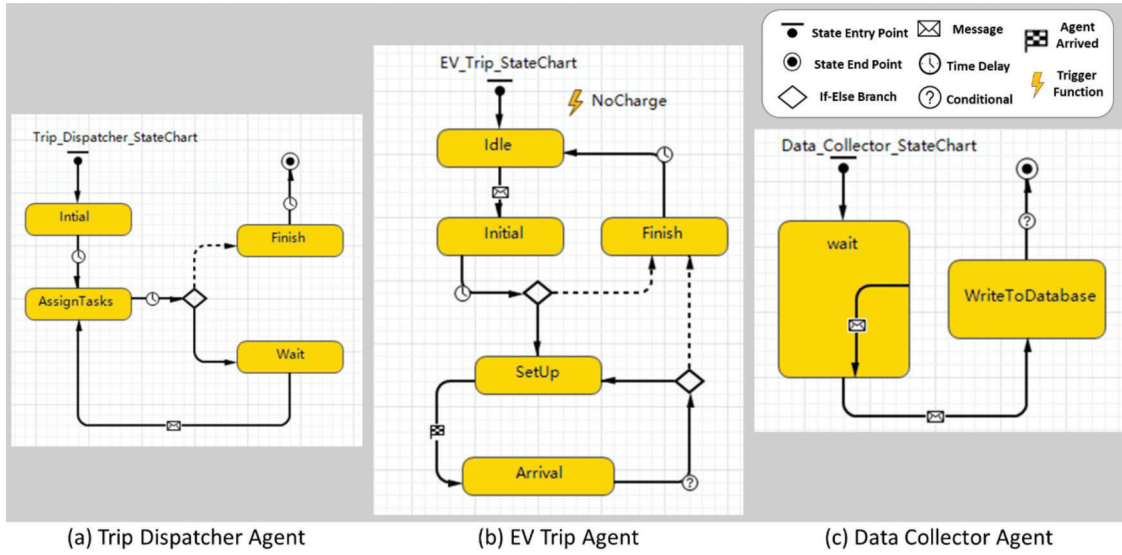 Trip_Dispatcher_StateChart
Intial
AssignTasks
Finish
Wait
(a) Trip Dispatcher Agent
EV_Trip_StateChart
NoCharge
Idle
Initial
Finish
SetUp
Arrival
?
(b) EV Trip Agent
State Entry Point
Message
Agent
Arrived
State End Point
Time Delay
Trigger
Function
If-Else Branch
?
Conditional
Data_Collector_StateChart
wait
?
WriteToDatabase
(c) Data Collector Agent